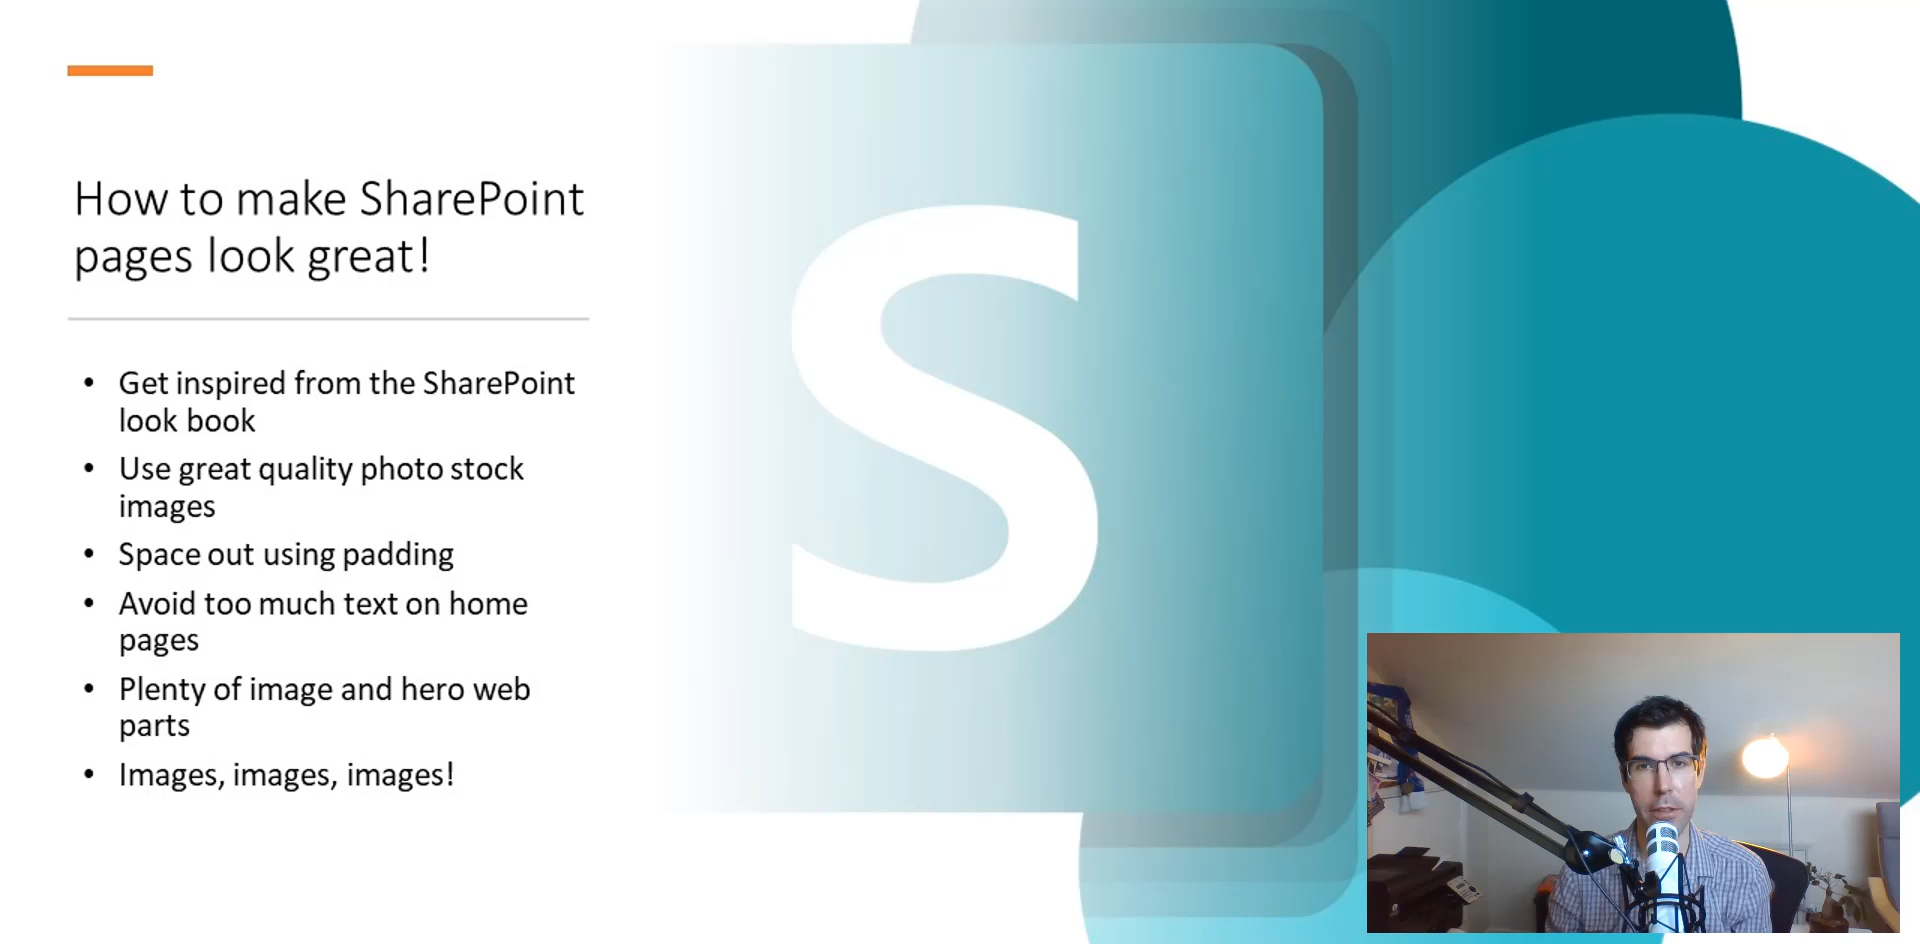 How to make SharePoint
pages look great!
• Get inspired from the SharePoint
look book
• Use great quality photo stock
images
• Space out using padding
• Avoid too much text on home
pages
• Plenty of image and hero web
parts
• Images, images, images!
S